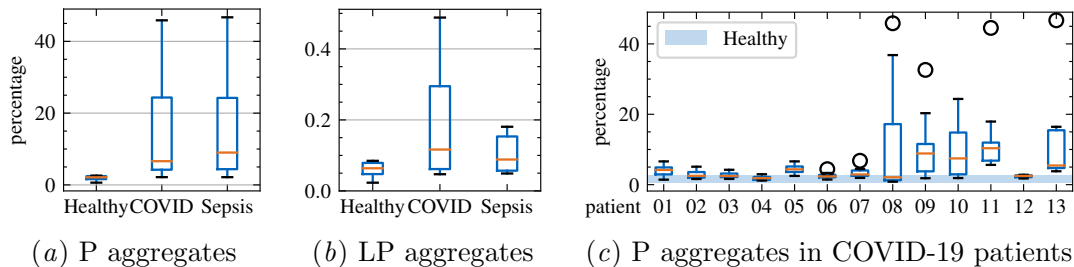 percentage
40
20
0
Healthy COVID Sepsis
(a) P aggregates
percentage
0.4
0.2
0.0
Healthy COVID Sepsis
(b) LP aggregates
percentage
40
20
0
Healthy
patient 01 02 03 04 05 06 07 08 09 10 11 12 13
(c) P aggregates in COVID-19 patients